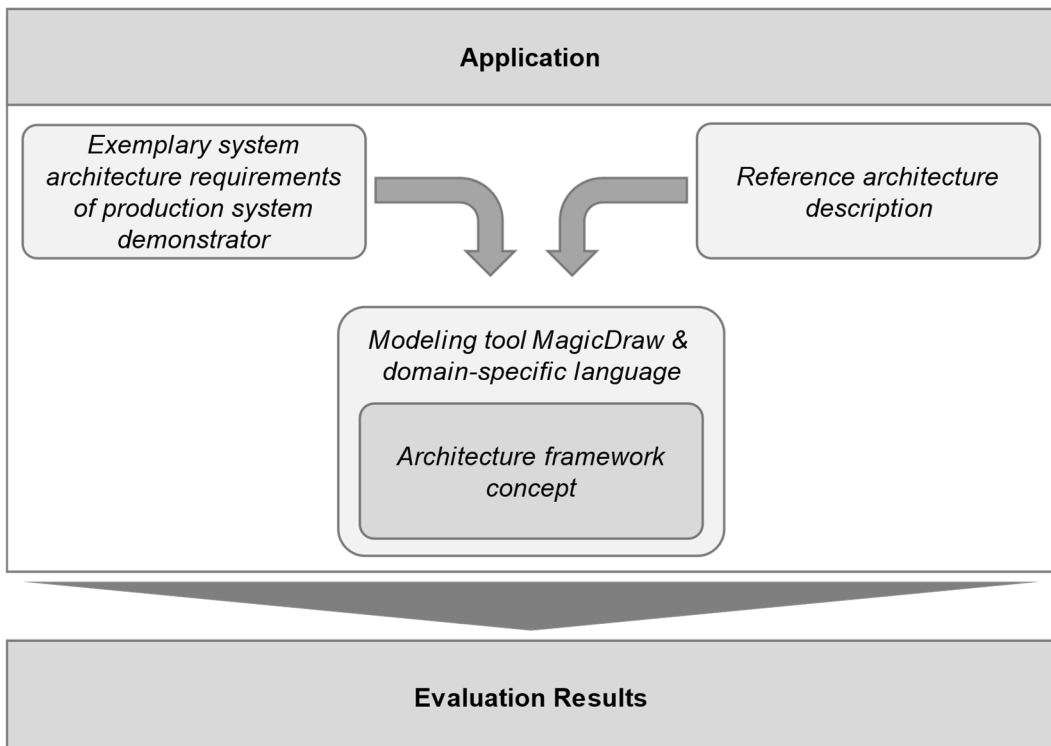 Application
Exemplary system
architecture requirements
of production system
demonstrator
Reference architecture
description
Modeling tool MagicDraw &
domain-specific language
Architecture framework
concept
Evaluation Results